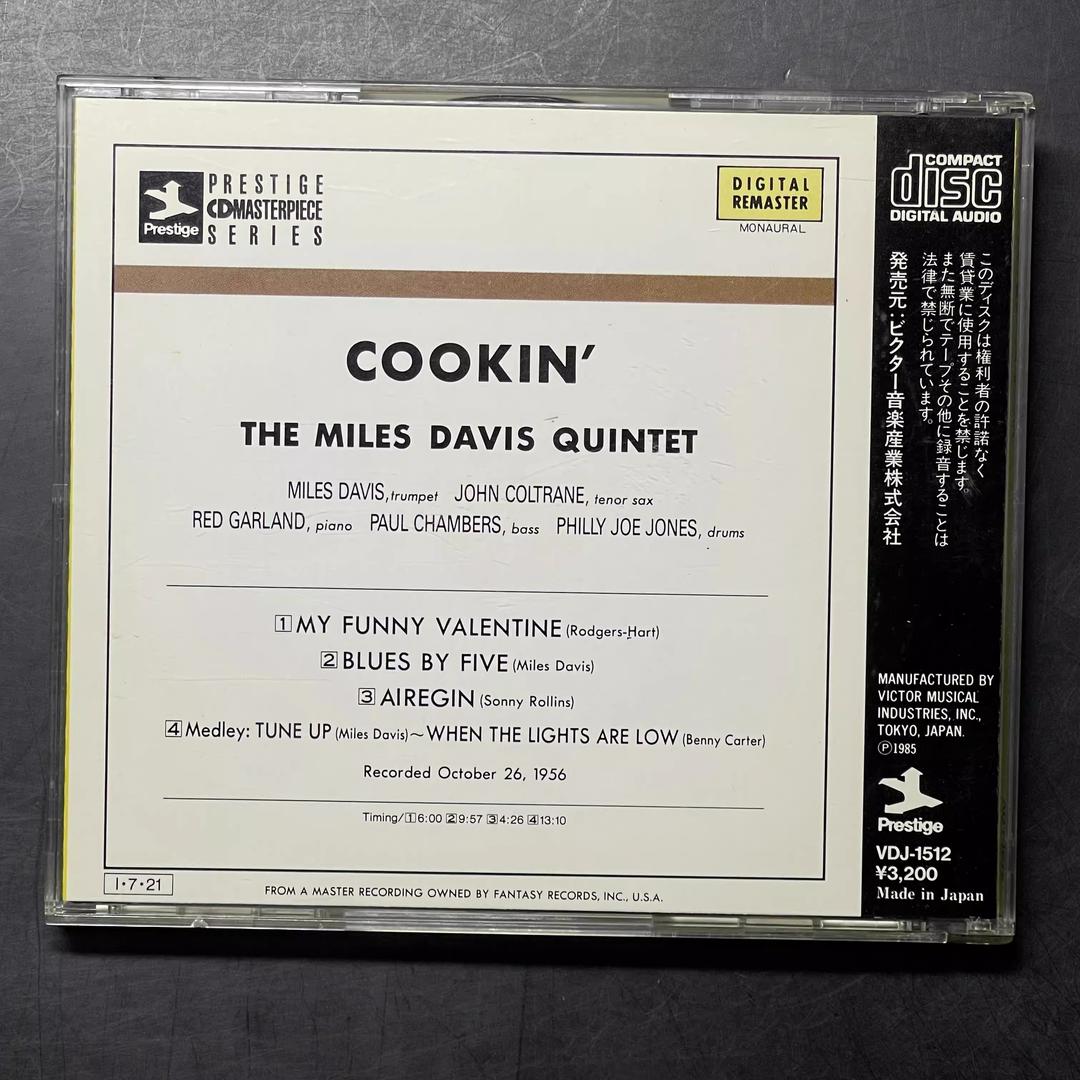 Prestige
PRESTIGE
CDMASTERPIECE
SERIES
DIGITAL
REMASTER
MONAURAL
COOKIN'
THE MILES DAVIS QUINTET
MILES DAVIS, trumpet JOHN COLTRANE, tenor sax
RED GARLAND, piano PAUL CHAMBERS, bass PHILLY JOE JONES, drums
1 MY FUNNY VALENTINE (Rodgers-Hart)
2 BLUES BY FIVE (Miles Davis)
3 AIREGIN (Sonny Rollins)
4 Medley: TUNE UP (Miles Davis)~WHEN THE LIGHTS ARE LOW (Benny Carter)
Recorded October 26, 1956
Timing/1 6:00 2 9:57 3 4:26 4 13:10
I・7・21
FROM A MASTER RECORDING OWNED BY FANTASY RECORDS, INC., U.S.A.
COMPACT
disc
DIGITAL AUDIO
このディスクは権利者の許諾なく
賃貸業に使用することを禁じます。
また無断でテープその他に録音することは
法律で禁じられています。
発売元:ビクター音楽産業株式会社
MANUFACTURED BY
VICTOR MUSICAL
INDUSTRIES, INC.,
TOKYO, JAPAN.
Ⓟ1985
Prestige
VDJ-1512
¥3,200
Made in Japan